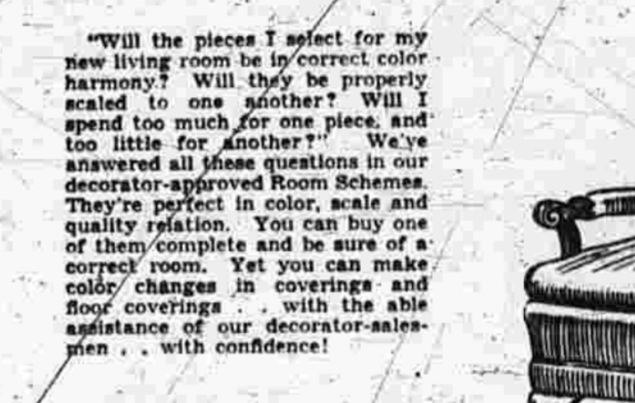 "Will the pieces I select for my
new living room be in correct color
harmony? Will they be properly
scaled to one another? Will I
spend too much for one piece, and
too little for another?" We've
answered all these questions in our
decorator-approved Room Schemes.
They're perfect in color, scale and
quality relation. You can buy one
of them complete and be sure of a
correct room. Yet you can make
color changes in coverings and
floor coverings . . with the able
assistance of our decorator-sales-
men . . with confidence!